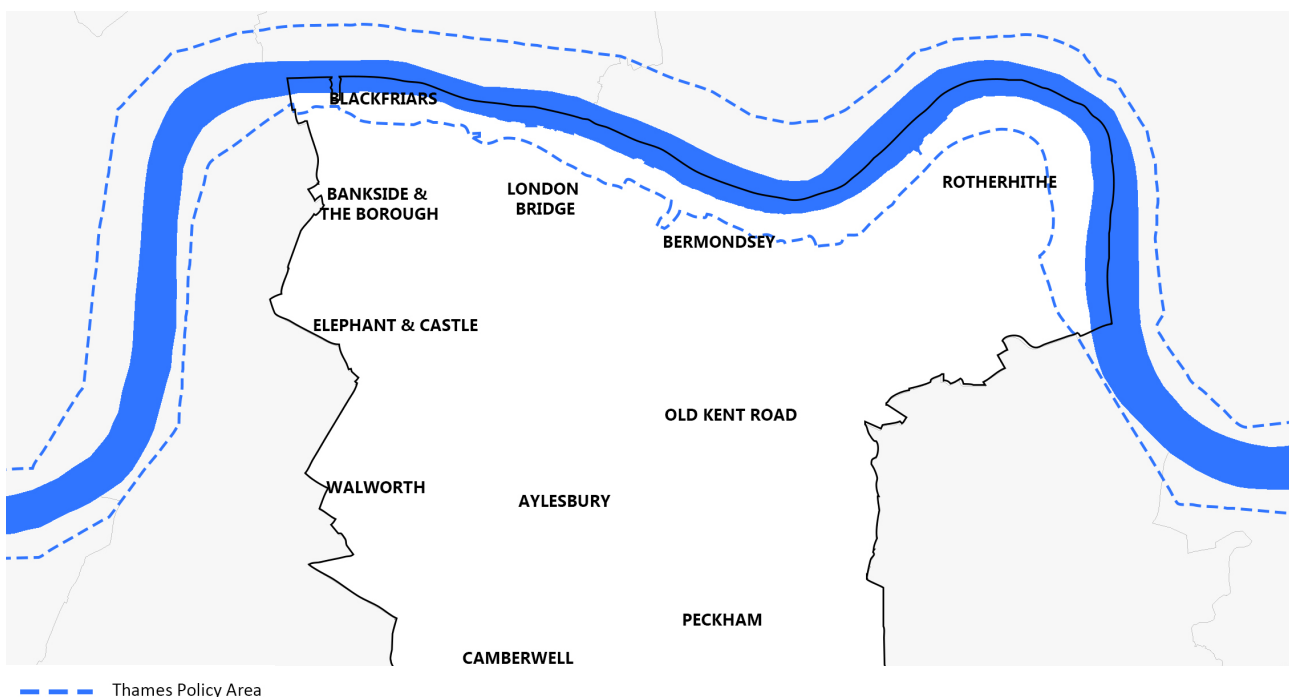 BLACKFRIARS
BANKSIDE &
THE BOROUGH
LONDON
BRIDGE
ROTHERHITHE
BERMONDSEY
ELEPHANT & CASTLE
OLD KENT ROAD
WALWORTH
AYLESBURY
PECKHAM
CAMBERWELL
Thames Policy Area